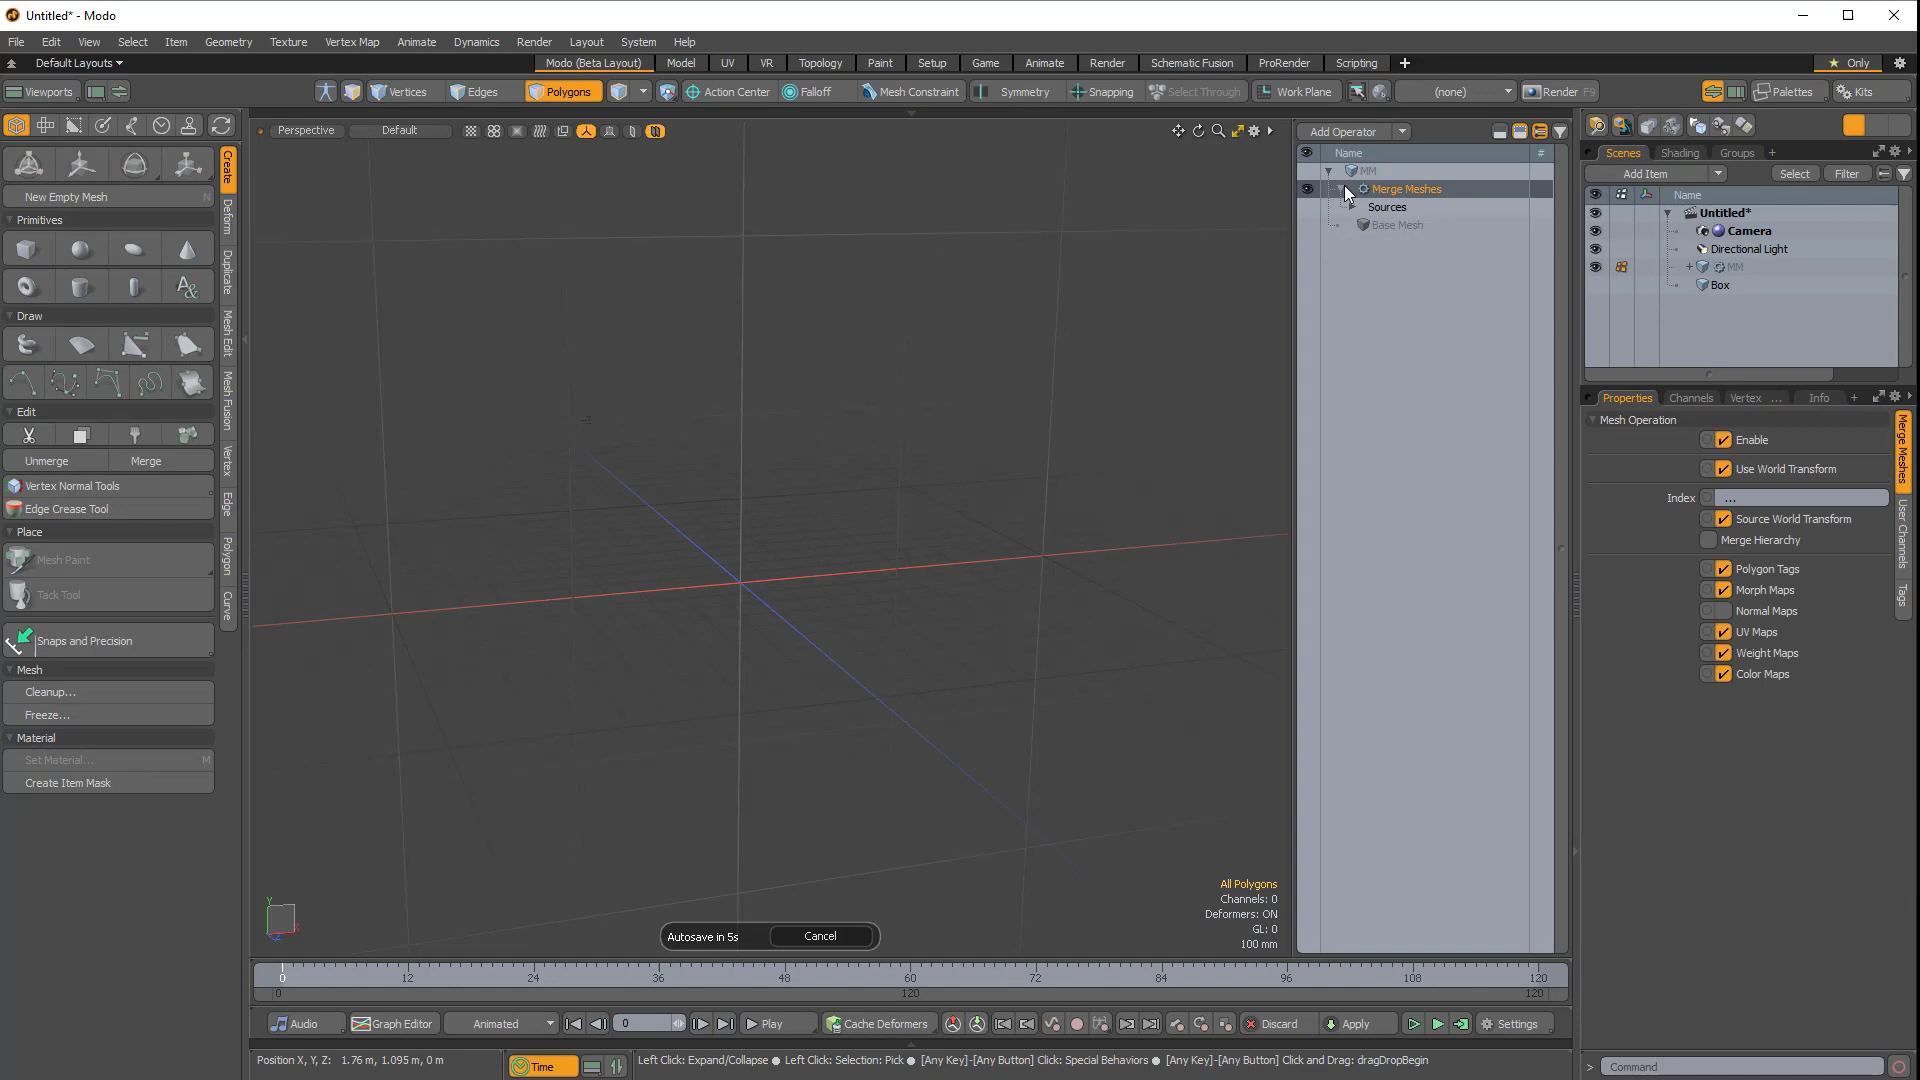 Untitled* - Modo
File Edit View Select Item Geometry Texture Vertex Map Animate Dynamics Render Layout System Help
Default Layouts Modo (Beta Layout) Model UV VR Topology Paint Setup Game Animate Render Schematic Fusion ProRender Scripting + Only
Viewports Vertices Edges Polygons Action Center Falloff Mesh Constraint Symmetry Snapping Select Through Work Plane (none) Render F9 Palettes Kits
Perspective Default
Add Operator
Name #
MM
Merge Meshes
Sources
Base Mesh
Create
Deform
Duplicate
Mesh Edit
Mesh Fusion
Vertex
Edge
Polygon
Curve
New Empty Mesh N
Primitives
Draw
Edit
Unmerge Merge
Vertex Normal Tools
Edge Crease Tool
Place
Mesh Paint
Tack Tool
Snaps and Precision
Mesh
Cleanup...
Freeze...
Material
Set Material... M
Create Item Mask
Scenes Shading Groups +
Add Item Select Filter
Name
Untitled*
Camera
Directional Light
MM
Box
Properties Channels Vertex ... Info +
Mesh Operation
Enable
Use World Transform
Index ...
Source World Transform
Merge Hierarchy
Polygon Tags
Morph Maps
Normal Maps
UV Maps
Weight Maps
Color Maps
Merge Meshes
User Channels
Tags
All Polygons
Channels: 0
Deformers: ON
GL: 0
100 mm
Y
X
Z
Autosave in 5s Cancel
0 12 24 36 48 60 72 84 96 108 120
0 120 120
Audio Graph Editor Animated 0 Play Cache Deformers Discard Apply Settings
Position X, Y, Z: 1.76 m, 1.095 m, 0 m Time Left Click: Expand/Collapse ● Left Click: Selection: Pick ● [Any Key]-[Any Button] Click: Special Behaviors ● [Any Key]-[Any Button] Click and Drag: dragDropBegin
> Command